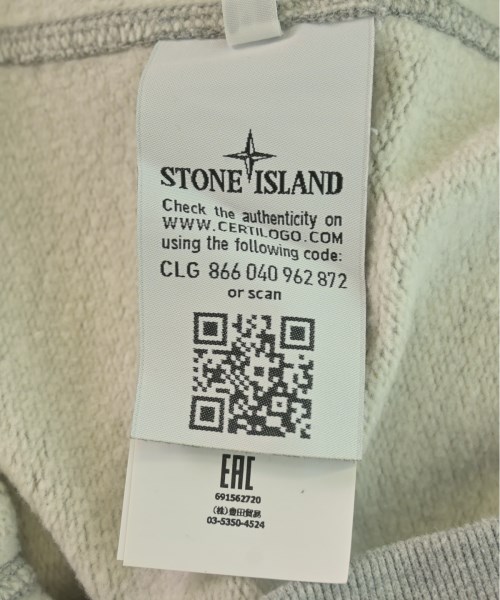 STONE ISLAND
Check the authenticity on
WWW.CERTILOGO.COM
using the following code:
CLG 866 040 962 872
or scan
EAC
691562720
(株)豊田貿易
03-5350-4524